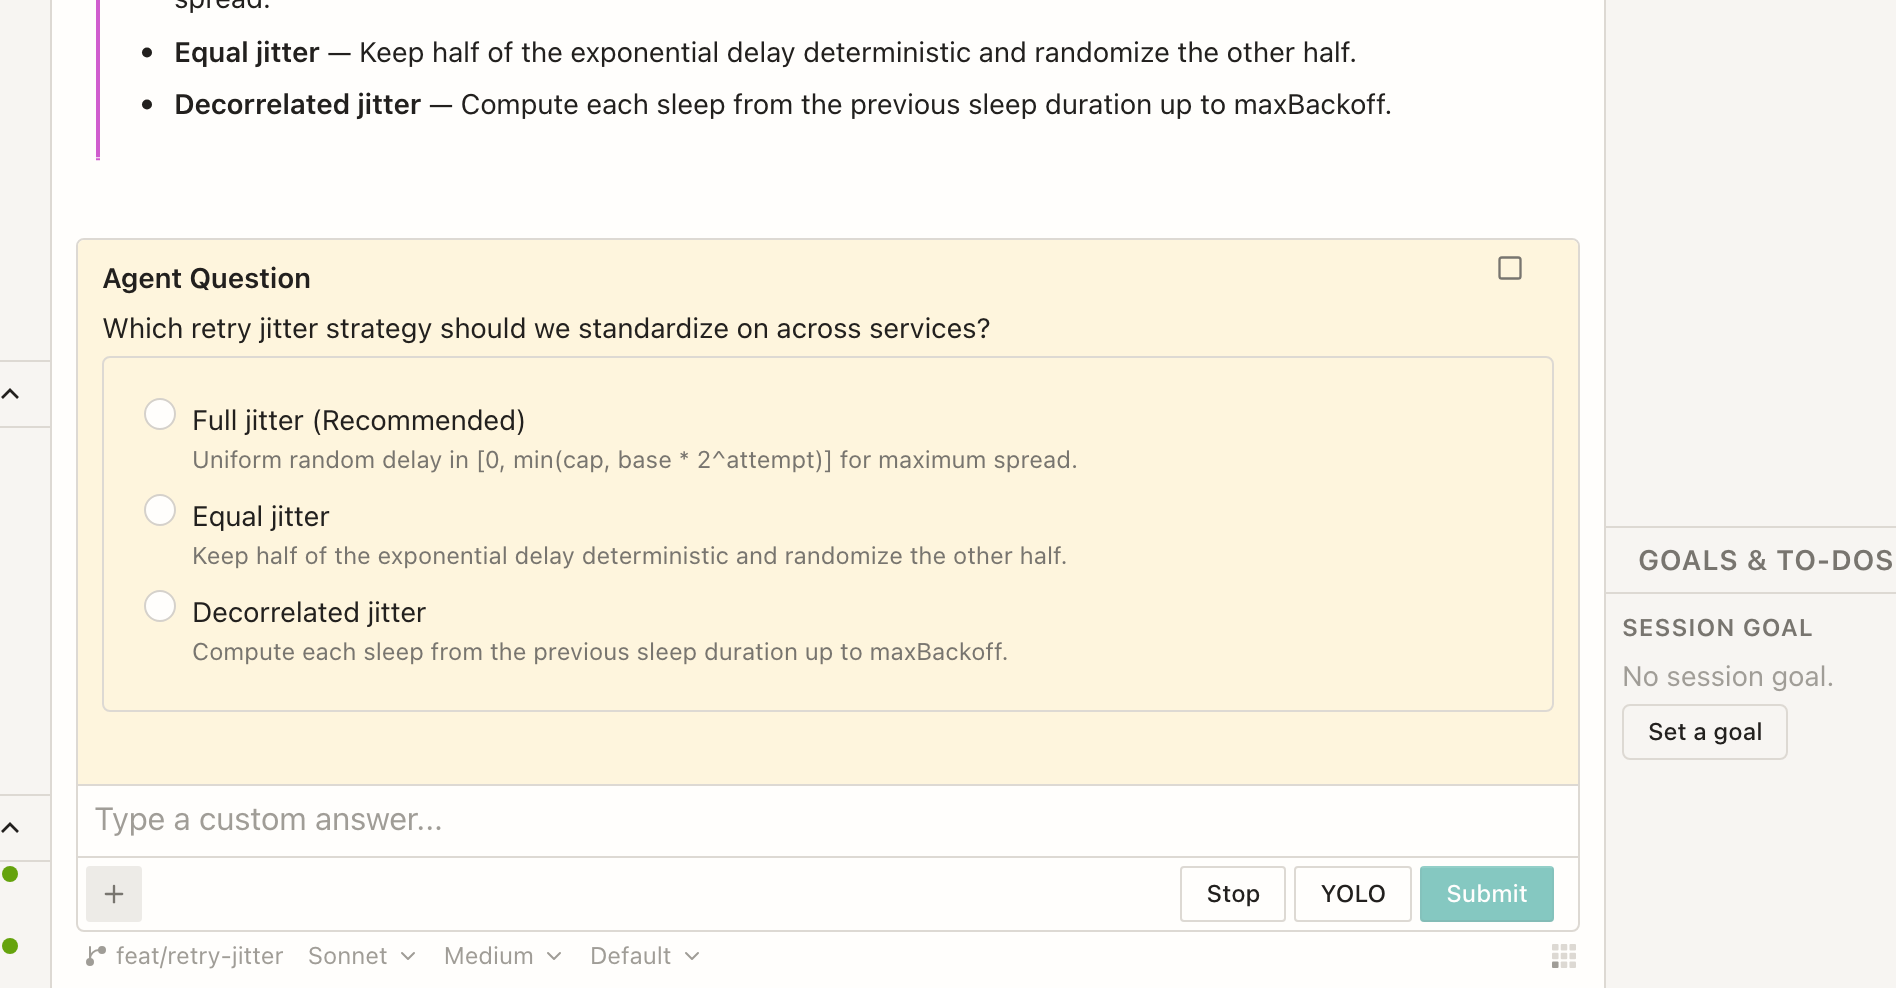 spread.
Equal jitter — Keep half of the exponential delay deterministic and randomize the other half.
Decorrelated jitter — Compute each sleep from the previous sleep duration up to maxBackoff.
Agent Question
Which retry jitter strategy should we standardize on across services?
Full jitter (Recommended)
Uniform random delay in [0, min(cap, base * 2^attempt)] for maximum spread.
Equal jitter
Keep half of the exponential delay deterministic and randomize the other half.
Decorrelated jitter
Compute each sleep from the previous sleep duration up to maxBackoff.
Type a custom answer...
Stop YOLO Submit
feat/retry-jitter Sonnet Medium Default
GOALS & TO-DOS
SESSION GOAL
No session goal.
Set a goal